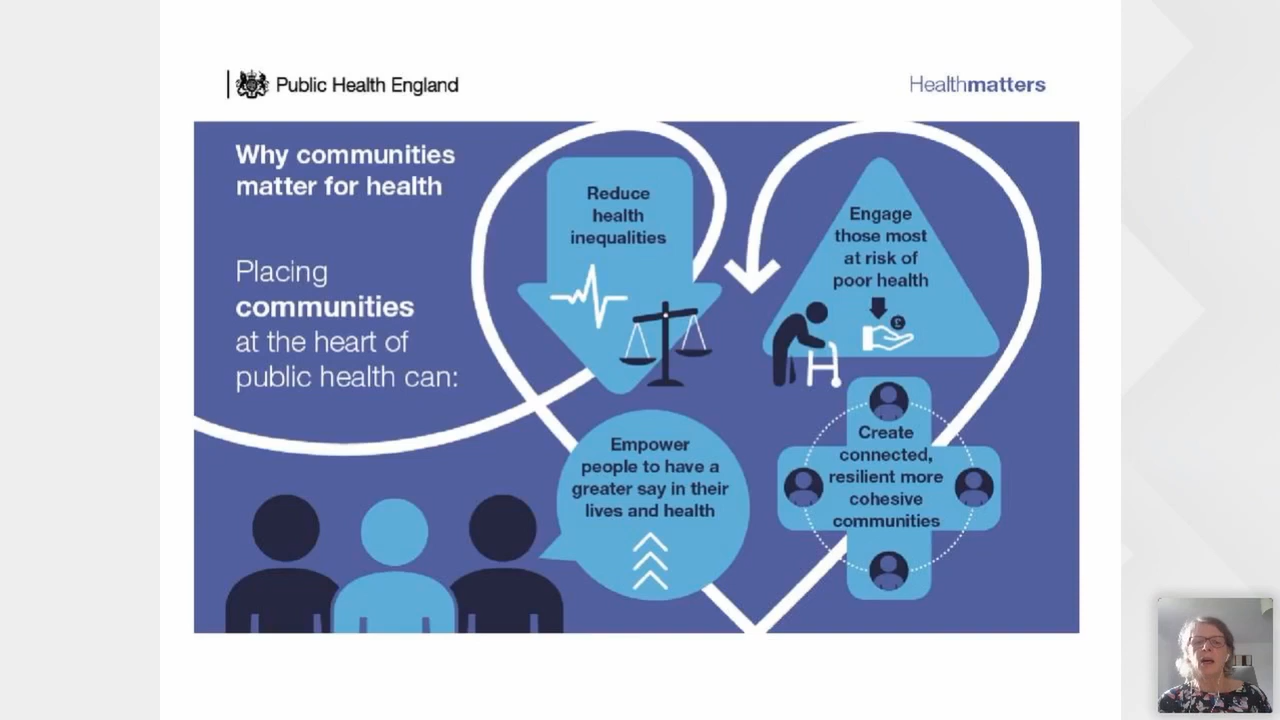 Public Health England
Healthmatters
Why communities
matter for health
Placing
communities
at the heart of
public health can:
Reduce
health
inequalities
Engage
those most
at risk of
poor health
£
Empower
people to have a
greater say in their
lives and health
Create
connected,
resilient more
cohesive
communities